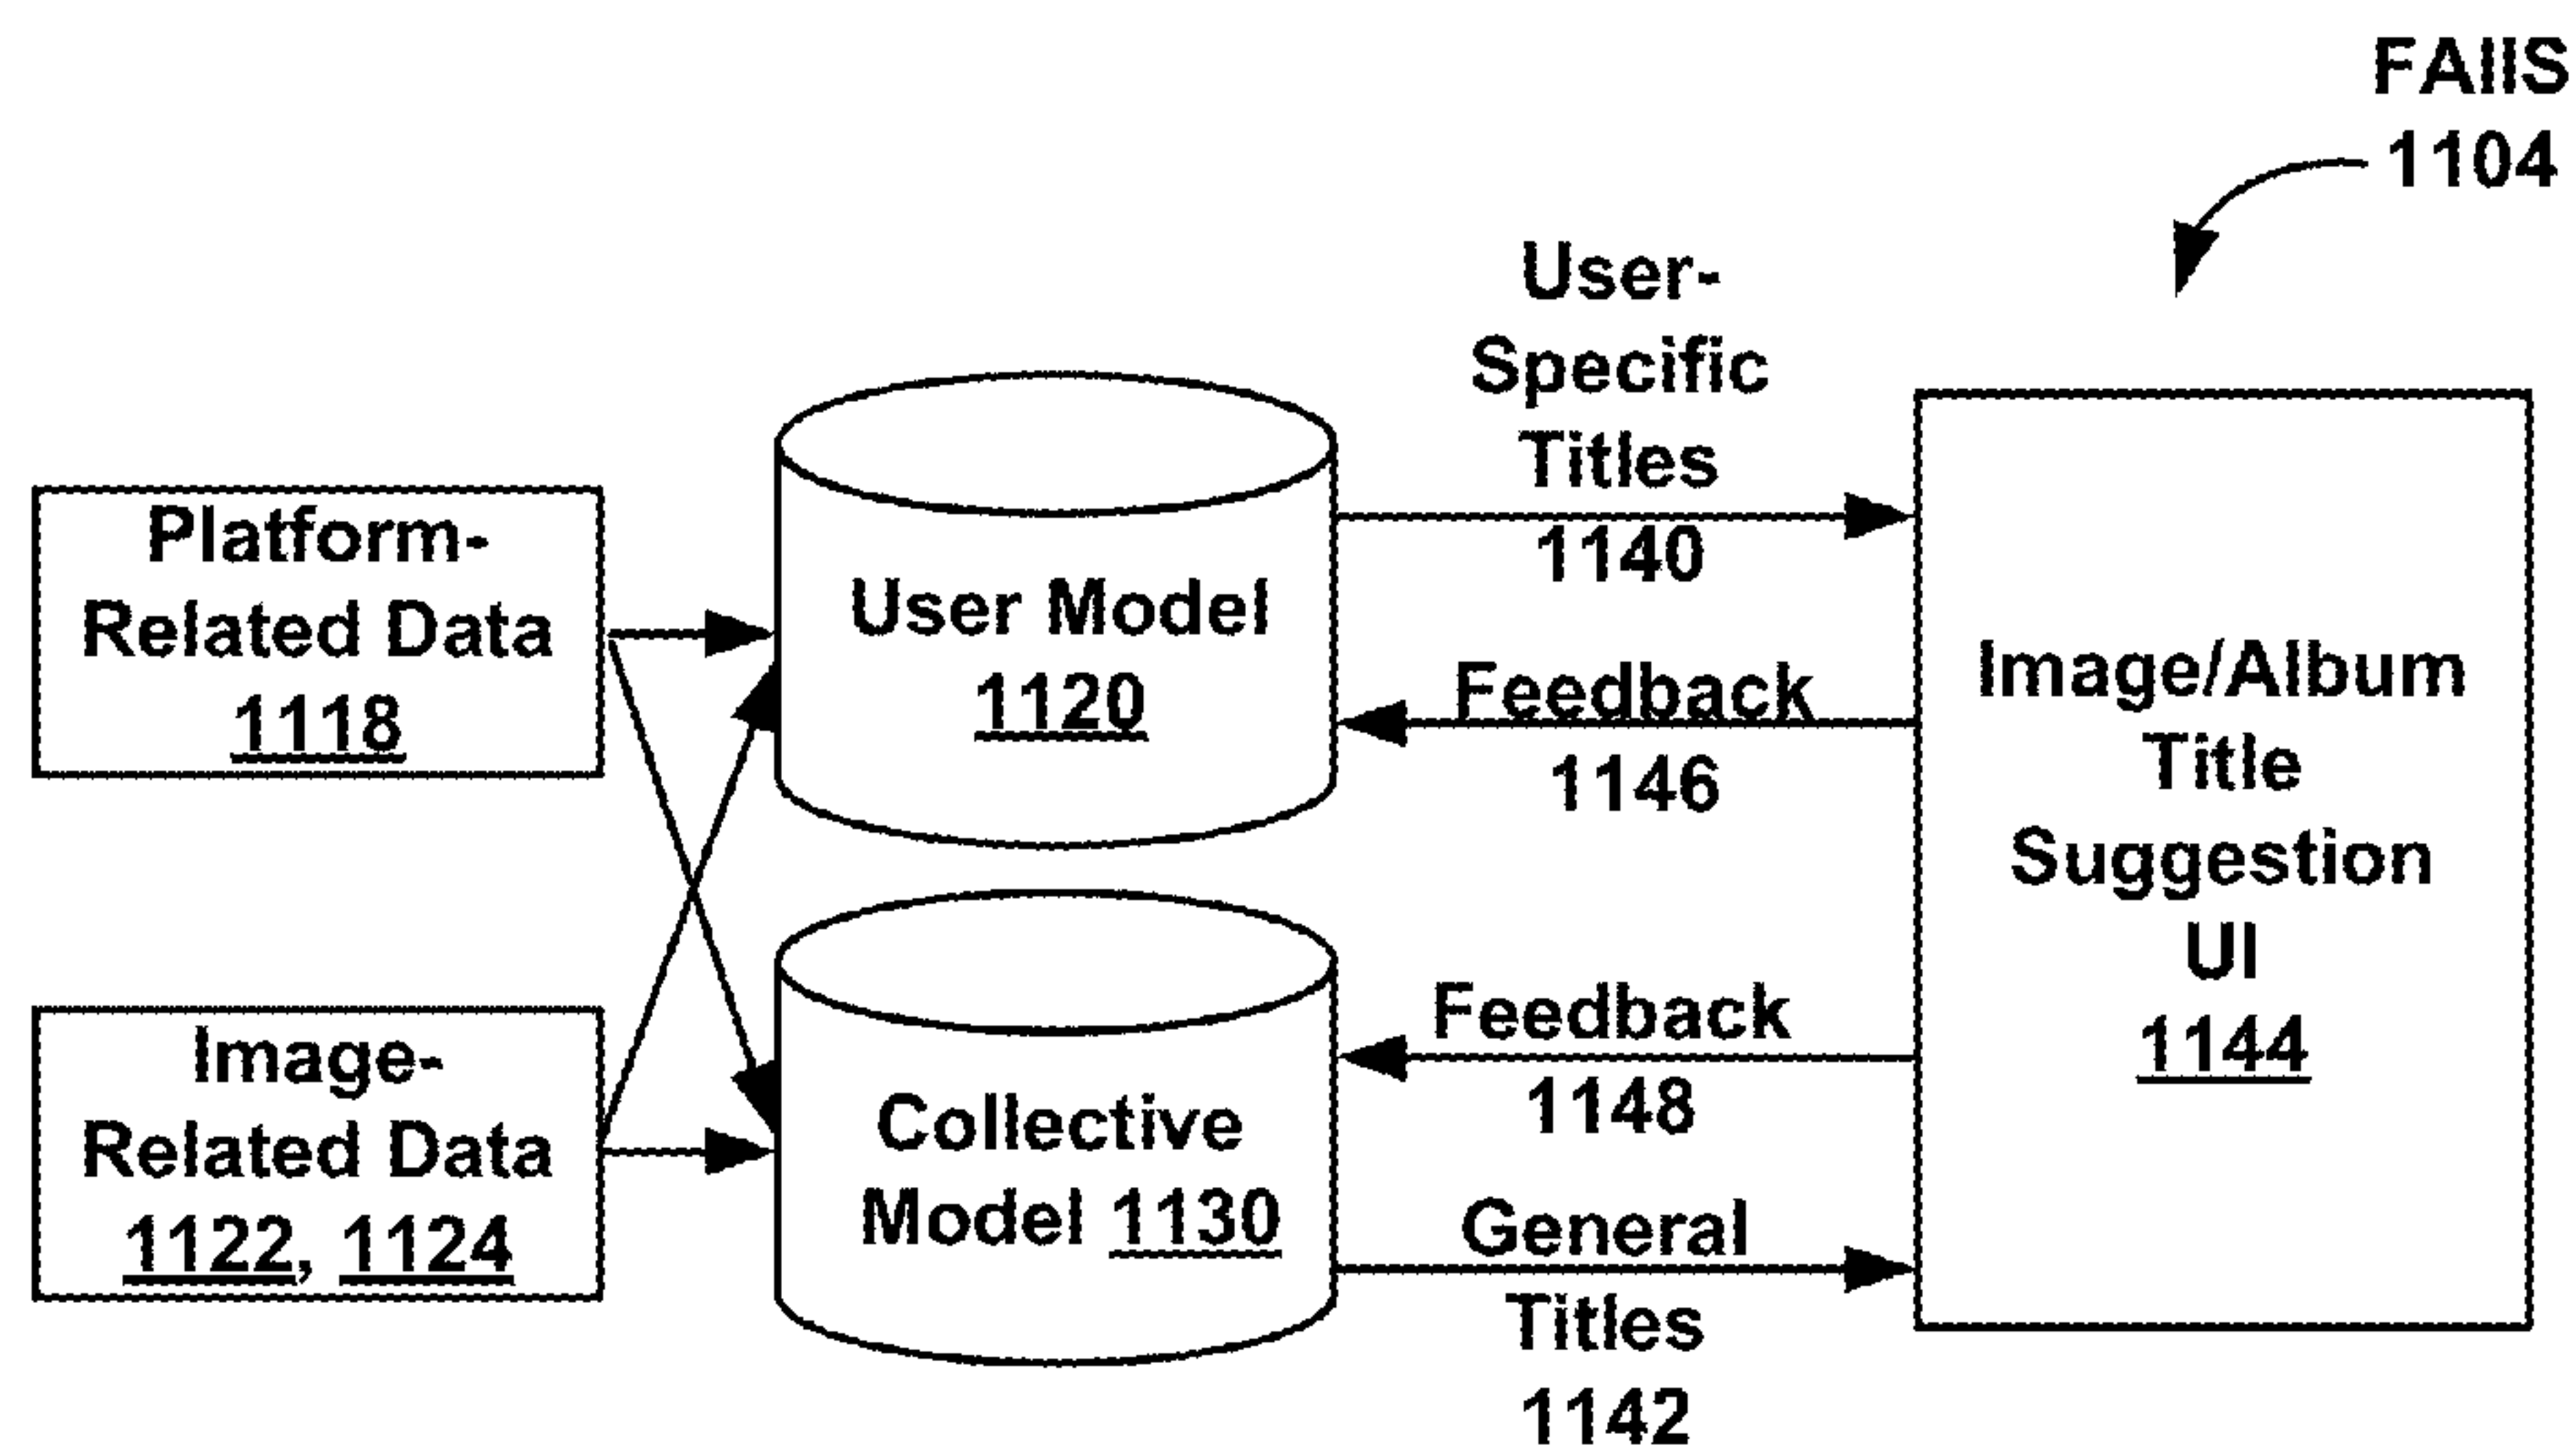 FAIIS
1104
User-
Specific
Titles
1140
Platform-
Related Data
1118
User Model
1120
Feedback
1146
Image/Album
Title
Suggestion
UI
1144
Image-
Related Data
1122, 1124
Collective
Model 1130
Feedback
1148
General
Titles
1142